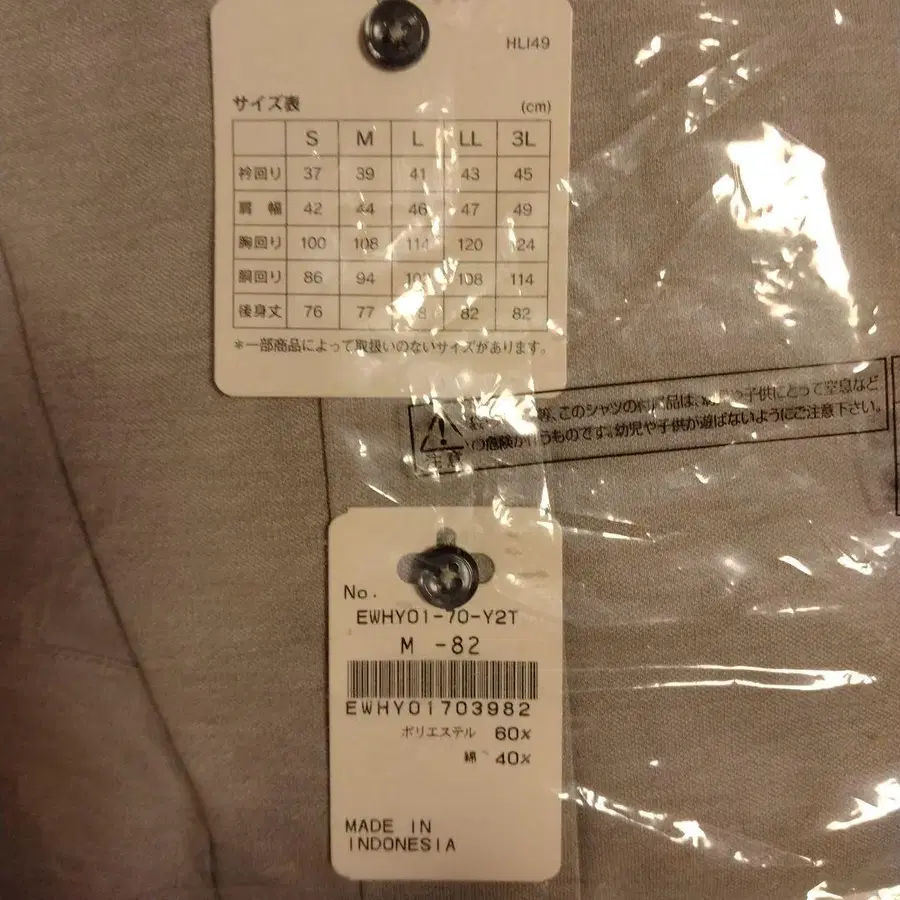 HLI49
サイズ表 (cm)
S M L LL 3L
衿回り 37 39 41 43 45
肩幅 42 44 46 47 49
胸回り 100 108 114 120 124
胴回り 86 94 108 114
後身丈 76 77 82 82
*一部商品によって取扱いのないサイズがあります。
このシャツの 品は、 や子供にとって窒息など
危険が うものです。幼児や子供が遊ばないようにご注意下さい。
注意
No.
EWHY01-70-Y2T
M -82
EWHY01703982
ポリエステル 60%
綿 40%
MADE IN
INDONESIA